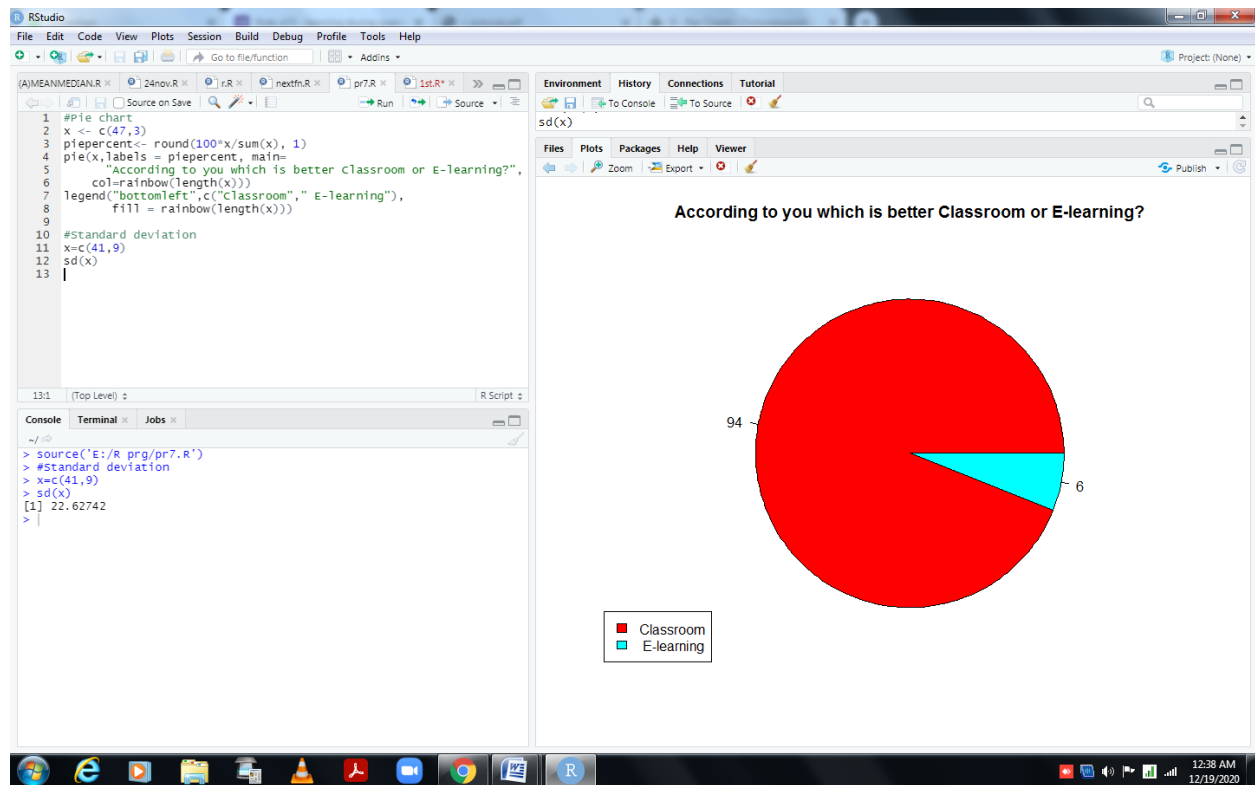 RStudio
File Edit Code View Plots Session Build Debug Profile Tools Help
Go to file/function Addins Project: (None)
(A)MEANMEDIAN.R 24nov.R r.R nextfn.R pr7.R 1st.R*
Source on Save Run Source
1 #Pie chart
2 x <- c(47,3)
3 piepercent<- round(100*x/sum(x), 1)
4 pie(x,labels = piepercent, main=
5 "According to you which is better Classroom or E-learning?",
6 col=rainbow(length(x)))
7 legend("bottomleft",c("Classroom"," E-learning"),
8 fill = rainbow(length(x)))
9
10 #Standard deviation
11 x=c(41,9)
12 sd(x)
13
13:1 (Top Level) R Script
Console Terminal Jobs
~/
> source('E:/R prg/pr7.R')
> #Standard deviation
> x=c(41,9)
> sd(x)
[1] 22.62742
>
Environment History Connections Tutorial
To Console To Source
sd(x)
Files Plots Packages Help Viewer
Zoom Export Publish
According to you which is better Classroom or E-learning?
94
6
Classroom
E-learning
12:38 AM
12/19/2020